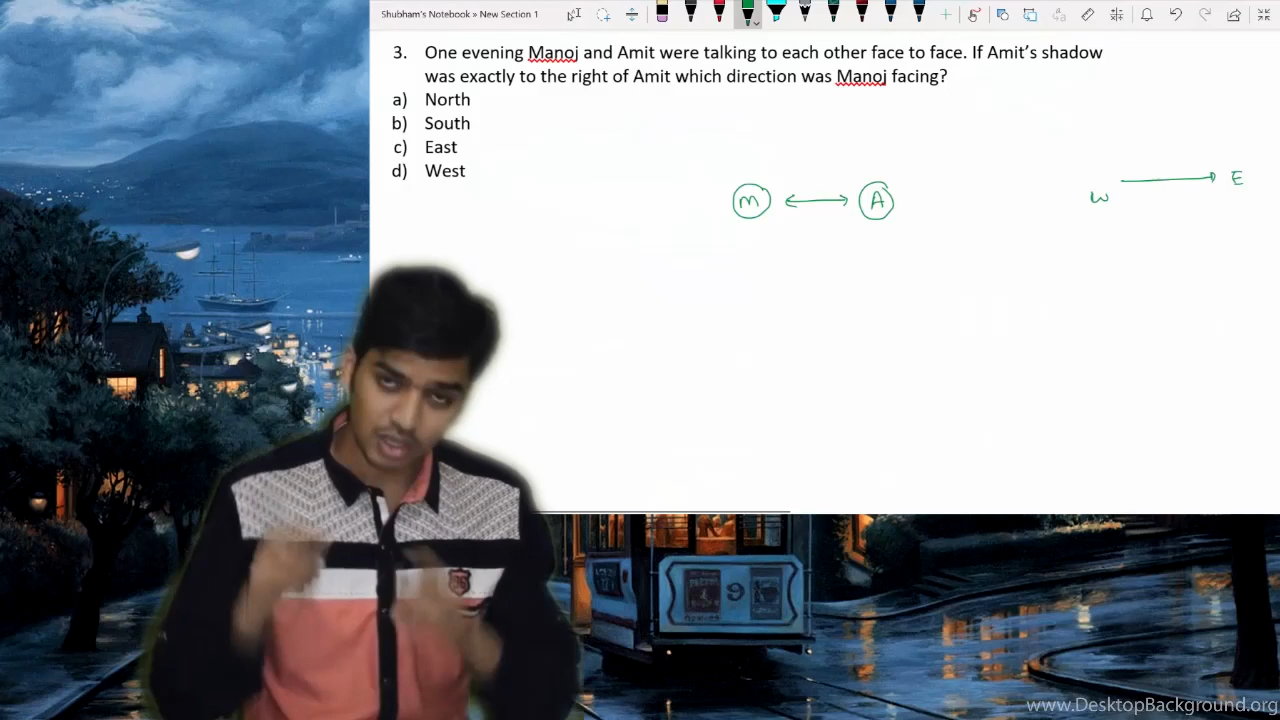 Shubham's Notebook » New Section 1
3. One evening Manoj and Amit were talking to each other face to face. If Amit's shadow
was exactly to the right of Amit which direction was Manoj facing?
a) North
b) South
c) East
d) West
M A
W E
9
www.DesktopBackground.org